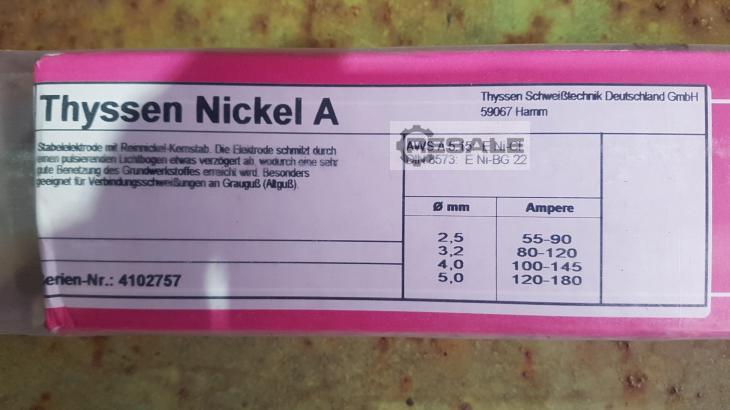 Thyssen Nickel A
Thyssen Schweißtechnik Deutschland GmbH
59067 Hamm
Stabelektrode mit Reinnickel-Kernstab. Die Elektrode schmilzt durch
einen pulsierenden Lichtbogen etwas verzögert ab, wodurch eine sehr
gute Benetzung des Grundwerkstoffes erreicht wird. Besonders
geeignet für Verbindungsschweißungen an Grauguß (Altguß).
AWS A 5.15: E Ni-CI
DIN 8573: E Ni-BG 22
ESALE
Ø mm Ampere
2,5 55-90
3,2 80-120
4,0 100-145
5,0 120-180
erien-Nr.: 4102757